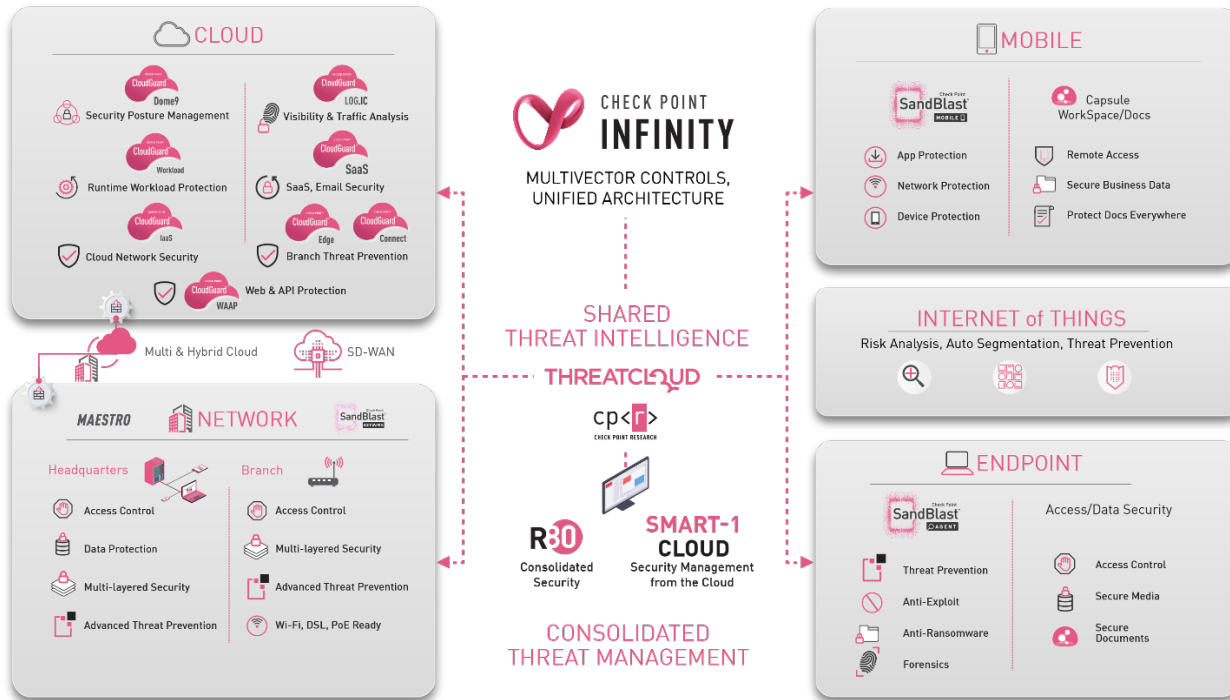 CLOUD
CloudGuard
Dome9
Security Posture Management
CloudGuard
LOG.IC
Visibility & Traffic Analysis
CloudGuard
Workload
Runtime Workload Protection
CloudGuard
SaaS
SaaS, Email Security
CloudGuard
IaaS
Cloud Network Security
CloudGuard
Edge
CloudGuard
Connect
Branch Threat Prevention
CloudGuard
WAAP
Web & API Protection
Multi & Hybrid Cloud
SD-WAN
MAESTRO
NETWORK
Check Point
SandBlast
NETWORK
Headquarters
Access Control
Data Protection
Multi-layered Security
Advanced Threat Prevention
Branch
Access Control
Multi-layered Security
Advanced Threat Prevention
Wi-Fi, DSL, PoE Ready
CHECK POINT
INFINITY
MULTIVECTOR CONTROLS,
UNIFIED ARCHITECTURE
SHARED
THREAT INTELLIGENCE
THREATCLOUD
cp<r>
CHECK POINT RESEARCH
R80
Consolidated
Security
SMART-1
CLOUD
Security Management
from the Cloud
CONSOLIDATED
THREAT MANAGEMENT
MOBILE
Check Point
SandBlast
MOBILE
App Protection
Network Protection
Device Protection
Capsule
WorkSpace/Docs
Remote Access
Secure Business Data
Protect Docs Everywhere
INTERNET of THINGS
Risk Analysis, Auto Segmentation, Threat Prevention
ENDPOINT
Check Point
SandBlast
AGENT
Threat Prevention
Anti-Exploit
Anti-Ransomware
Forensics
Access/Data Security
Access Control
Secure Media
Secure
Documents